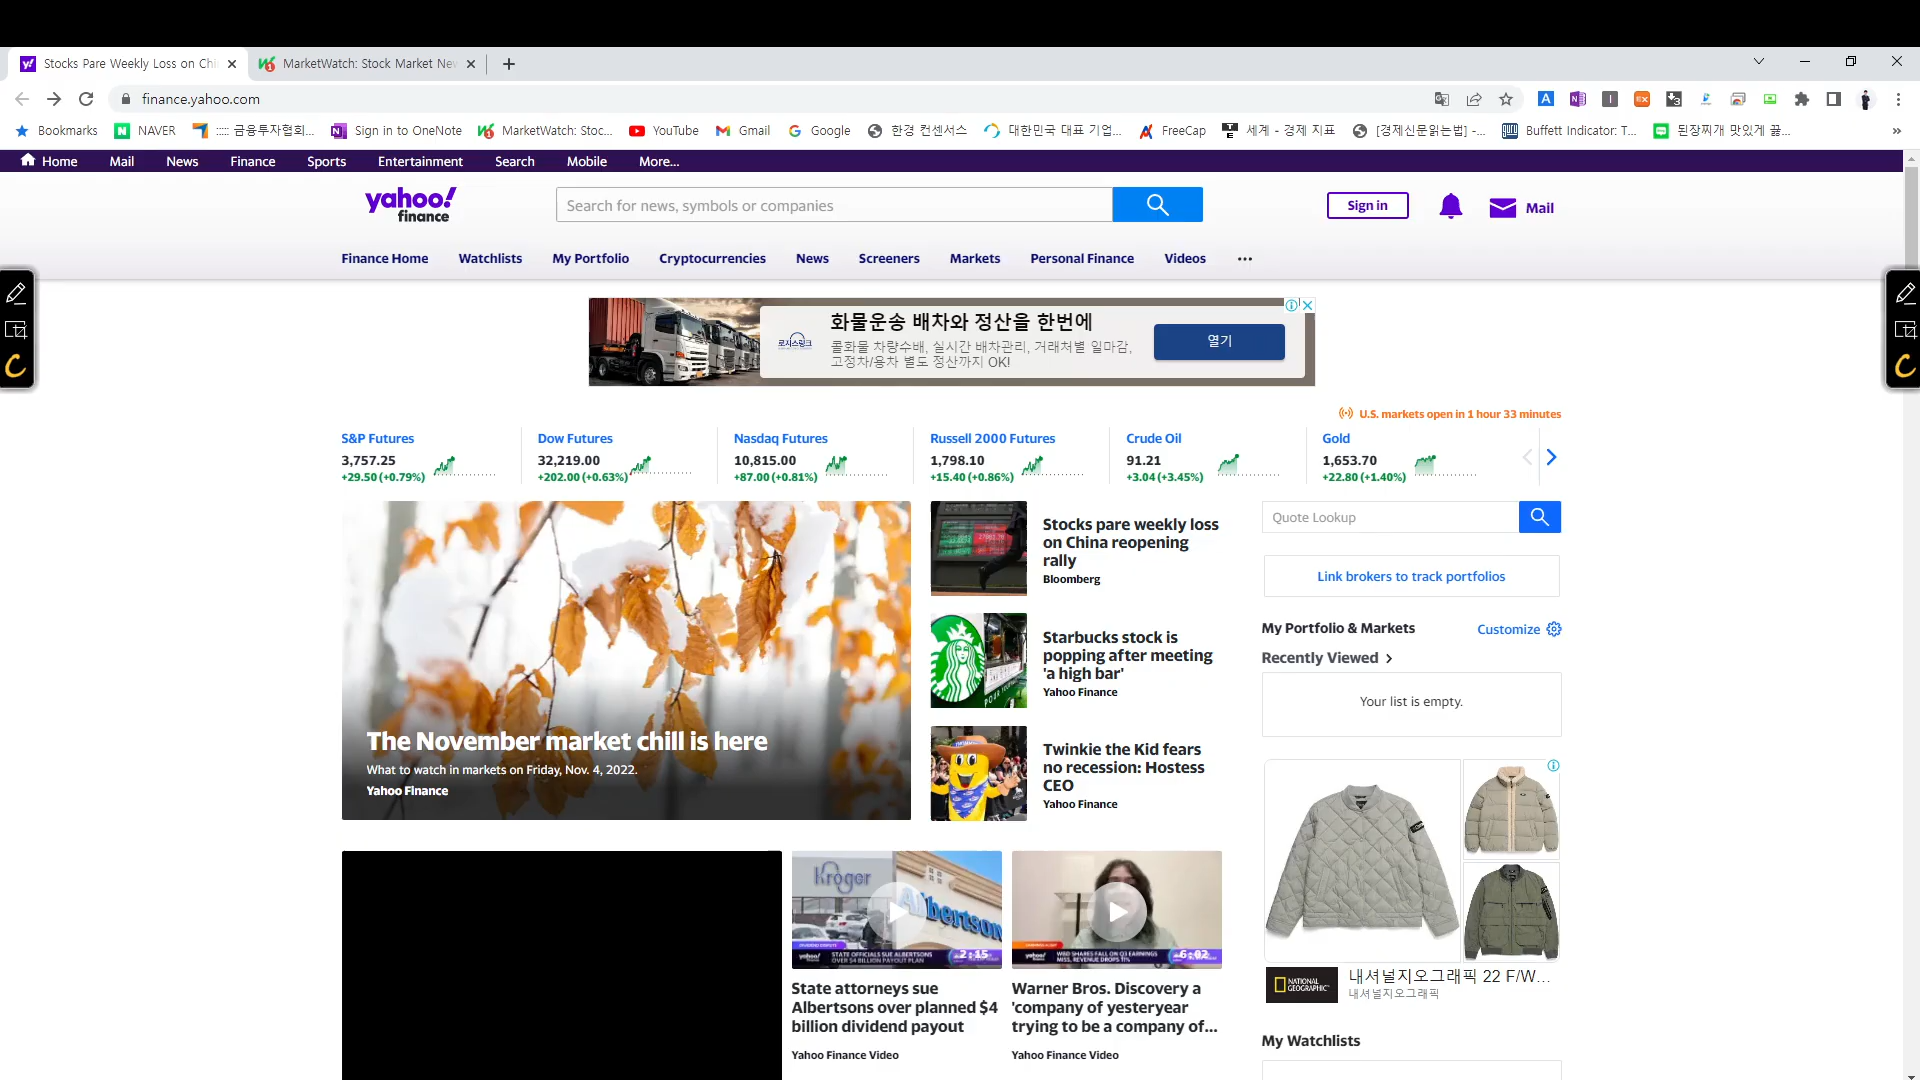 Stocks Pare Weekly Loss on Chi
MarketWatch: Stock Market Nev
finance.yahoo.com
Bookmarks NAVER ::::: 금융투자협회... Sign in to OneNote MarketWatch: Stoc... YouTube Gmail Google 한경 컨센서스 대한민국 대표 기업... FreeCap 세계 - 경제 지표 [경제신문읽는법] -... Buffett Indicator: T... 된장찌개 맛있게 끓...
Home Mail News Finance Sports Entertainment Search Mobile More...
yahoo!
finance
Search for news, symbols or companies
Sign in
Mail
Finance Home Watchlists My Portfolio Cryptocurrencies News Screeners Markets Personal Finance Videos ...
로지스링크
화물운송 배차와 정산을 한번에
콜화물 차량수배, 실시간 배차관리, 거래처별 일마감,
고정차/용차 별도 정산까지 OK!
열기
U.S. markets open in 1 hour 33 minutes
S&P Futures
3,757.25
+29.50 (+0.79%)
Dow Futures
32,219.00
+202.00 (+0.63%)
Nasdaq Futures
10,815.00
+87.00 (+0.81%)
Russell 2000 Futures
1,798.10
+15.40 (+0.86%)
Crude Oil
91.21
+3.04 (+3.45%)
Gold
1,653.70
+22.80 (+1.40%)
The November market chill is here
What to watch in markets on Friday, Nov. 4, 2022.
Yahoo Finance
Stocks pare weekly loss
on China reopening
rally
Bloomberg
Starbucks stock is
popping after meeting
'a high bar'
Yahoo Finance
Twinkie the Kid fears
no recession: Hostess
CEO
Yahoo Finance
Quote Lookup
Link brokers to track portfolios
My Portfolio & Markets
Customize
Recently Viewed
Your list is empty.
Kroger
Albertson
STATE OFFICIALS SUE ALBERTSONS
OVER $4 BILLION PAYOUT PLAN
2:15
State attorneys sue
Albertsons over planned $4
billion dividend payout
Yahoo Finance Video
WBD SHARES FALL ON Q3 EARNINGS
MISS, REVENUE DROPS 11%
6:02
Warner Bros. Discovery a
'company of yesteryear
trying to be a company of...
Yahoo Finance Video
NATIONAL
GEOGRAPHIC
내셔널지오그래픽 22 F/W...
내셔널지오그래픽
My Watchlists